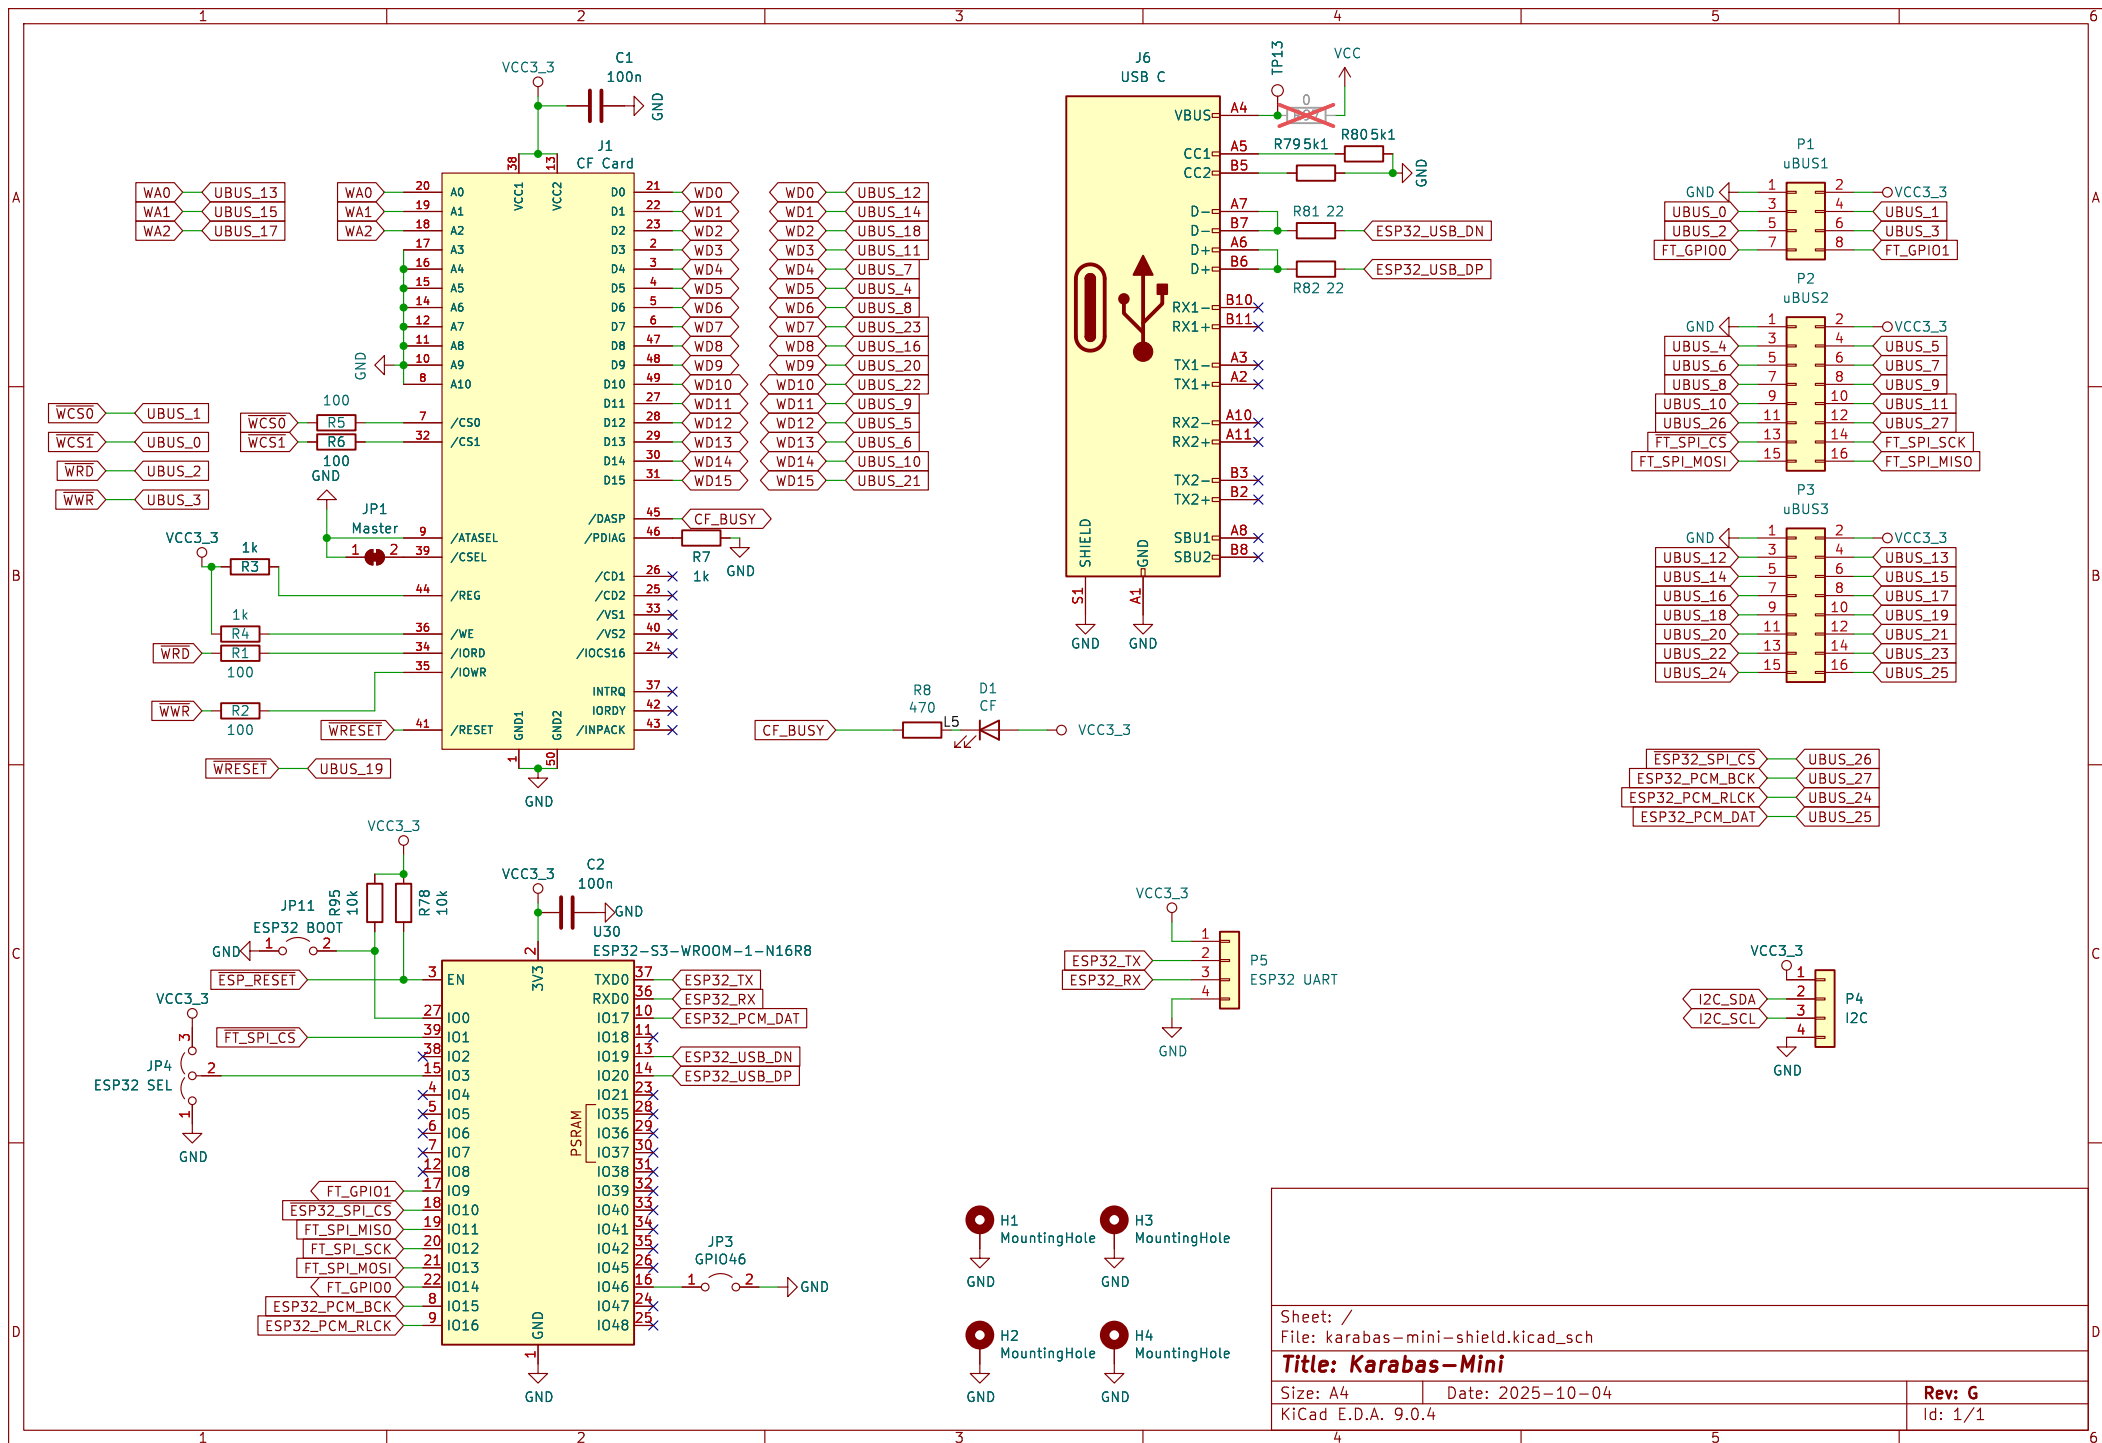 1 2 3 4 5 6
A
B
C
D
VCC3_3
C1
100n
GND
J1
CF Card
38 VCC1
13 VCC2
WA0 UBUS_13
WA1 UBUS_15
WA2 UBUS_17
WA0 20 A0
WA1 19 A1
WA2 18 A2
17 A3
16 A4
15 A5
14 A6
12 A7
11 A8
GND 10 A9
8 A10
D0 21 WD0
D1 22 WD1
D2 23 WD2
D3 2 WD3
D4 3 WD4
D5 4 WD5
D6 5 WD6
D7 6 WD7
D8 47 WD8
D9 48 WD9
D10 49 WD10
D11 27 WD11
D12 28 WD12
D13 29 WD13
D14 30 WD14
D15 31 WD15
WD0 UBUS_12
WD1 UBUS_14
WD2 UBUS_18
WD3 UBUS_11
WD4 UBUS_7
WD5 UBUS_4
WD6 UBUS_8
WD7 UBUS_23
WD8 UBUS_16
WD9 UBUS_20
WD10 UBUS_22
WD11 UBUS_9
WD12 UBUS_5
WD13 UBUS_6
WD14 UBUS_10
WD15 UBUS_21
WCS0 UBUS_1
WCS1 UBUS_0
WRD UBUS_2
WWR UBUS_3
100
WCS0 R5 7 /CS0
WCS1 R6 32 /CS1
100
GND
JP1
Master
1 2
9 /ATASEL
39 /CSEL
VCC3_3
1k
R3
44 /REG
1k
R4 36 /WE
WRD R1 34 /IORD
100
35 /IOWR
WWR R2
100
WRESET 41 /RESET
WRESET UBUS_19
/DASP 45 CF_BUSY
/PDIAG 46
R7
1k
GND
/CD1 26
/CD2 25
/VS1 33
/VS2 40
/IOCS16 24
INTRQ 37
IORDY 42
/INPACK 43
GND1 1
GND2 50
GND
J6
USB C
VBUS A4
TP13
VCC
0
CC1 A5
CC2 B5
R79 5k1
R80 5k1
GND
D- A7
D- B7
D+ A6
D+ B6
R81 22
ESP32_USB_DN
ESP32_USB_DP
R82 22
RX1- B10
RX1+ B11
TX1- A3
TX1+ A2
RX2- A10
RX2+ A11
TX2- B3
TX2+ B2
SBU1 A8
SBU2 B8
SHIELD S1
GND A1
GND
GND
CF_BUSY
R8
470
L5
D1
CF
VCC3_3
P1
uBUS1
GND 1 2 VCC3_3
UBUS_0 3 4 UBUS_1
UBUS_2 5 6 UBUS_3
FT_GPIO0 7 8 FT_GPIO1
P2
uBUS2
GND 1 2 VCC3_3
UBUS_4 3 4 UBUS_5
UBUS_6 5 6 UBUS_7
UBUS_8 7 8 UBUS_9
UBUS_10 9 10 UBUS_11
UBUS_26 11 12 UBUS_27
FT_SPI_CS 13 14 FT_SPI_SCK
FT_SPI_MOSI 15 16 FT_SPI_MISO
P3
uBUS3
GND 1 2 VCC3_3
UBUS_12 3 4 UBUS_13
UBUS_14 5 6 UBUS_15
UBUS_16 7 8 UBUS_17
UBUS_18 9 10 UBUS_19
UBUS_20 11 12 UBUS_21
UBUS_22 13 14 UBUS_23
UBUS_24 15 16 UBUS_25
ESP32_SPI_CS UBUS_26
ESP32_PCM_BCK UBUS_27
ESP32_PCM_RLCK UBUS_24
ESP32_PCM_DAT UBUS_25
VCC3_3
R95
10k
R78
10k
JP11
ESP32 BOOT
GND 1 2
VCC3_3
C2
100n
GND
U30
ESP32-S3-WROOM-1-N16R8
2 3V3
ESP_RESET 3 EN
27 IO0
FT_SPI_CS 39 IO1
38 IO2
15 IO3
4 IO4
5 IO5
6 IO6
7 IO7
12 IO8
FT_GPIO1 17 IO9
ESP32_SPI_CS 18 IO10
FT_SPI_MISO 19 IO11
FT_SPI_SCK 20 IO12
FT_SPI_MOSI 21 IO13
FT_GPIO0 22 IO14
ESP32_PCM_BCK 8 IO15
ESP32_PCM_RLCK 9 IO16
VCC3_3
3
JP4
ESP32 SEL
2
1
GND
TXD0 37 ESP32_TX
RXD0 36 ESP32_RX
IO17 10 ESP32_PCM_DAT
IO18 11
IO19 13 ESP32_USB_DN
IO20 14 ESP32_USB_DP
IO21 23
IO35 28
IO36 29
IO37 30
IO38 31
IO39 32
IO40 33
IO41 34
IO42 35
IO45 26
IO46 16
IO47 24
IO48 25
PSRAM
JP3
GPIO46
1 2 GND
GND 1
GND
VCC3_3
1
ESP32_TX 2
ESP32_RX 3
4
GND
P5
ESP32 UART
VCC3_3
1
I2C_SDA 2
I2C_SCL 3
4
GND
P4
I2C
H1
MountingHole
GND
H3
MountingHole
GND
H2
MountingHole
GND
H4
MountingHole
GND
Sheet: /
File: karabas-mini-shield.kicad_sch
Title: Karabas-Mini
Size: A4 Date: 2025-10-04 Rev: G
KiCad E.D.A. 9.0.4 Id: 1/1
1 2 3 4 5 6
A
B
C
D